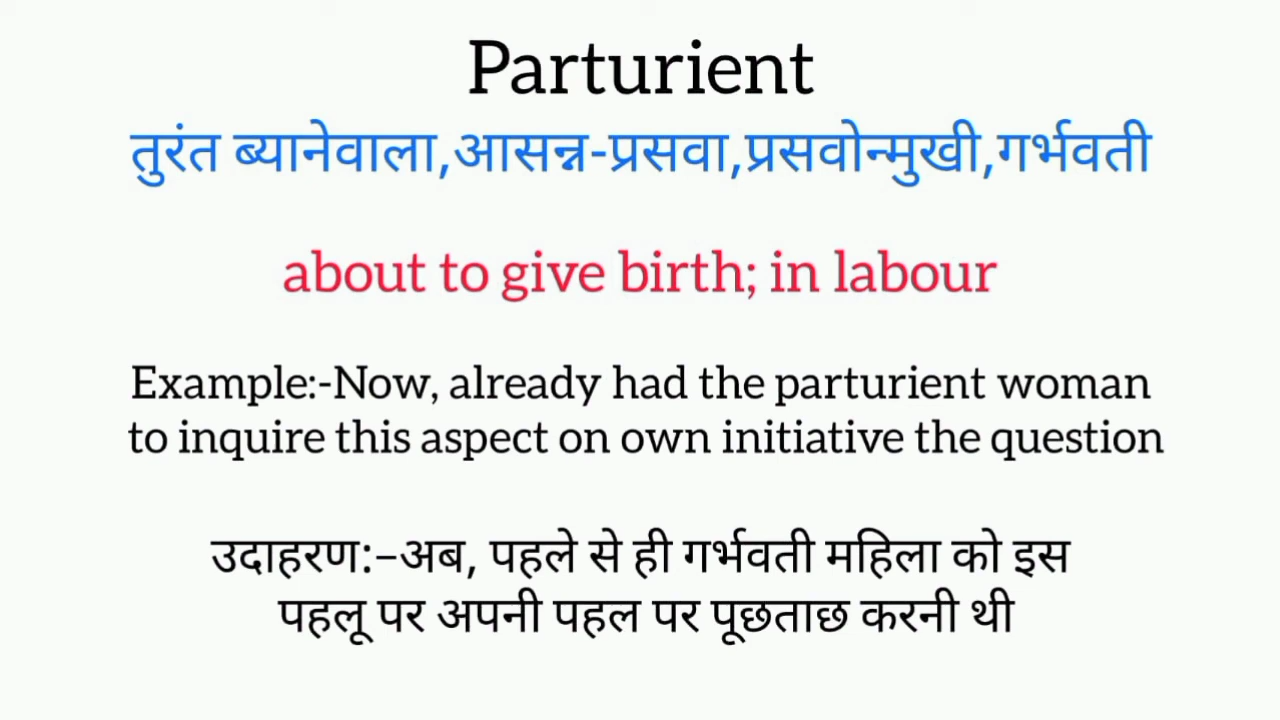 Parturient
तुरंत ब्यानेवाला,आसन्न-प्रसवा,प्रसवोन्मुखी,गर्भवती
about to give birth; in labour
Example:-Now, already had the parturient woman
to inquire this aspect on own initiative the question
उदाहरण:–अब, पहले से ही गर्भवती महिला को इस
पहलू पर अपनी पहल पर पूछताछ करनी थी